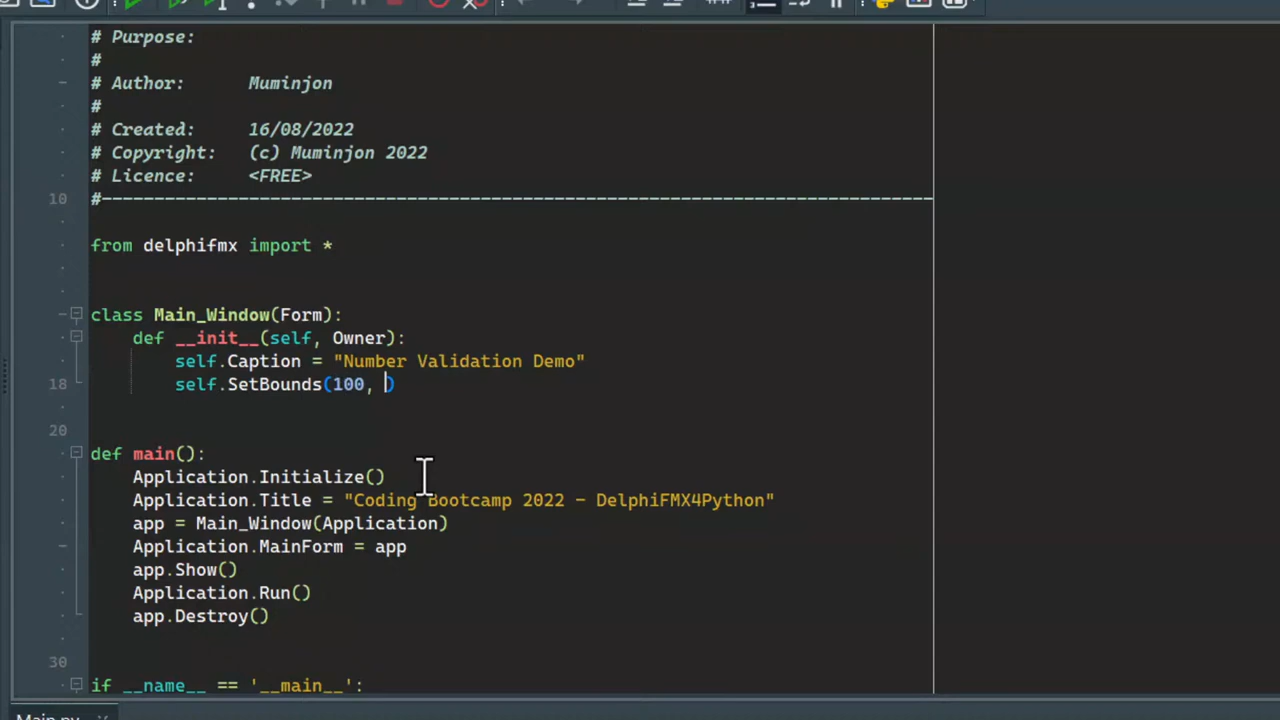 # Purpose:
#
# Author:      Muminjon
#
# Created:     16/08/2022
# Copyright:   (c) Muminjon 2022
# Licence:     <FREE>
10 #-------------------------------------------------------------------------------
from delphifmx import *
class Main_Window(Form):
    def __init__(self, Owner):
        self.Caption = "Number Validation Demo"
18         self.SetBounds(100, )
20
def main():
    Application.Initialize()
    Application.Title = "Coding Bootcamp 2022 - DelphiFMX4Python"
    app = Main_Window(Application)
    Application.MainForm = app
    app.Show()
    Application.Run()
    app.Destroy()
30
if __name__ == '__main__':
Main.py